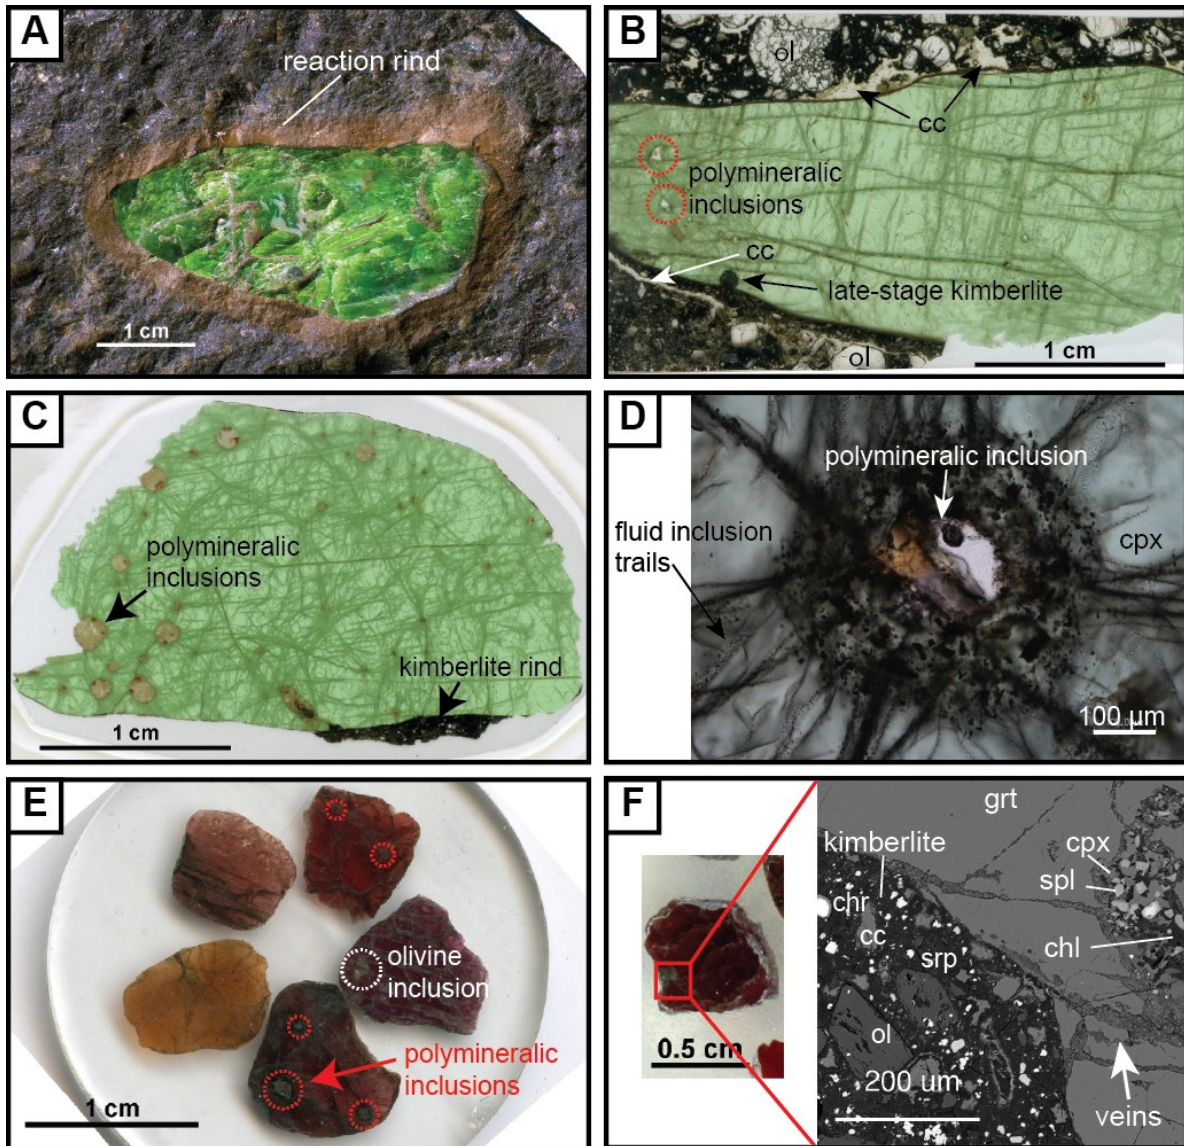 A
reaction rind
1 cm
B
ol
cc
polymineralic
inclusions
cc
late-stage kimberlite
ol
1 cm
C
polymineralic
inclusions
kimberlite rind
1 cm
D
polymineralic inclusion
fluid inclusion
trails
cpx
100 µm
E
olivine
inclusion
polymineralic
inclusions
1 cm
F
0.5 cm
grt
kimberlite
cpx
spl
chr
cc
chl
srp
ol
200 um
veins